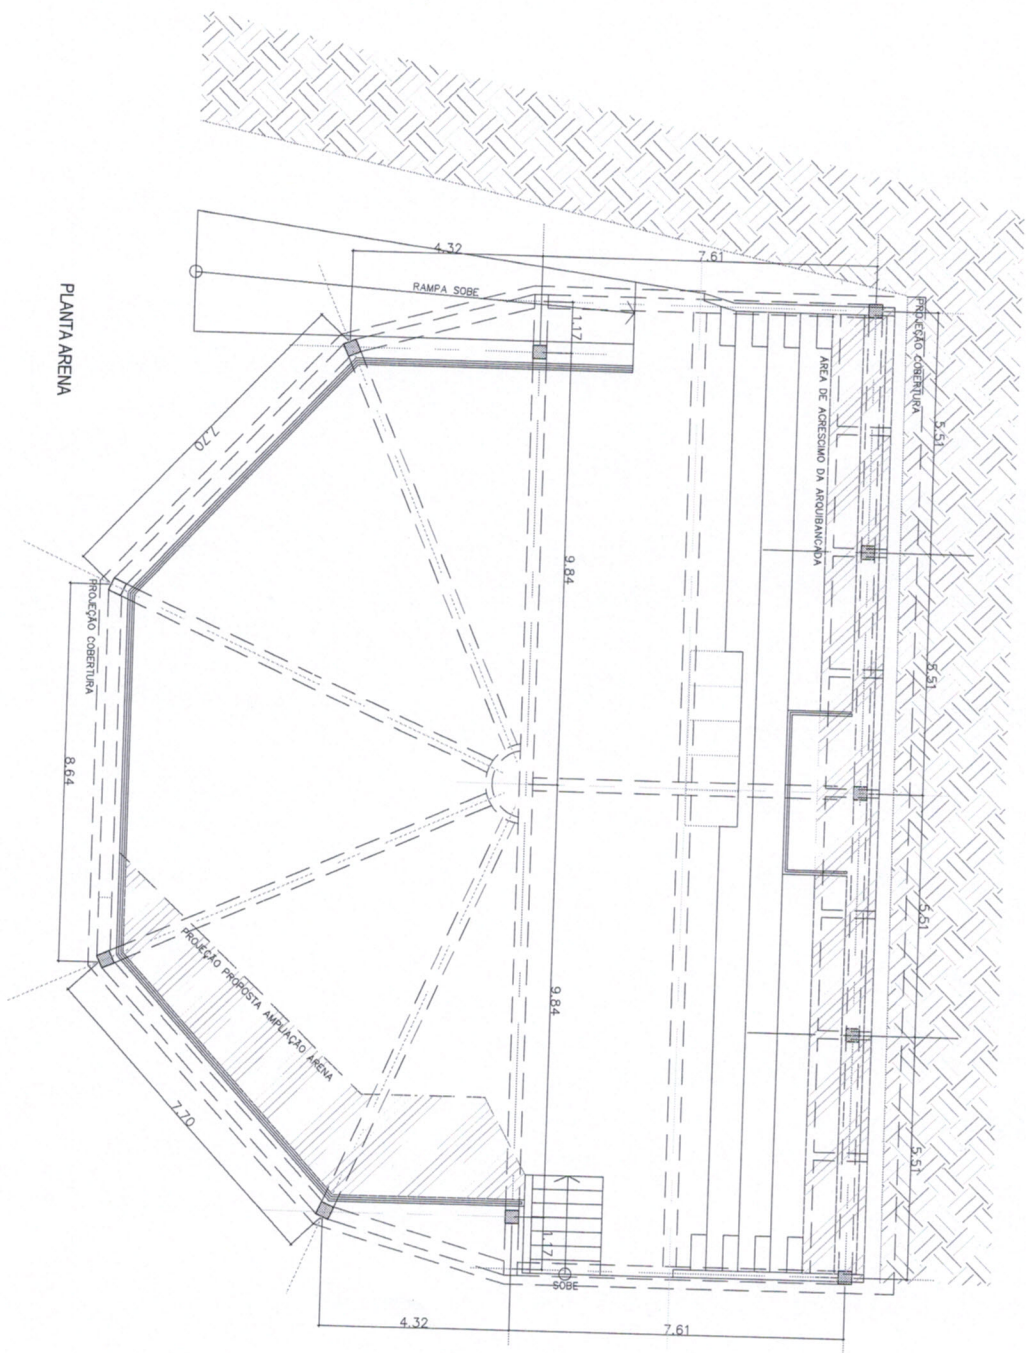 4.32
7.61
RAMPA SOBE
1.17
PROJEÇÃO COBERTURA
5.51
ÁREA DE ACRESCIMO DA ARQUIBANCADA
PLANTA ARENA
7.70
9.84
5.51
PROJEÇÃO COBERTURA
8.64
5.51
PROJEÇÃO PROPOSTA AMPLIAÇÃO ARENA
9.84
7.70
5.51
1.17
SOBE
4.32
7.61